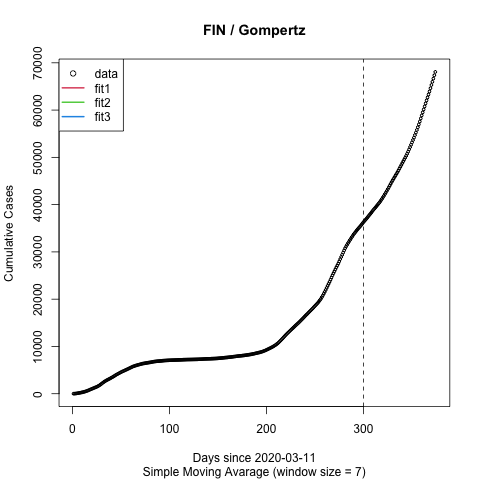 FIN / Gompertz
data
fit1
fit2
fit3
Cumulative Cases
70000
60000
50000
40000
30000
20000
10000
0
0 100 200 300
Days since 2020-03-11
Simple Moving Avarage (window size = 7)